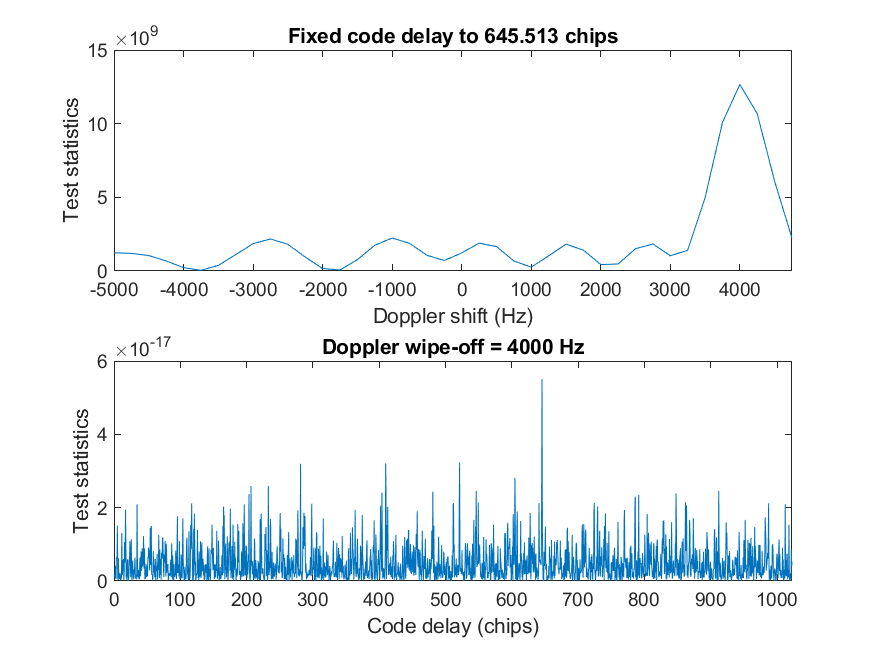 ×10^9
Fixed code delay to 645.513 chips
15
10
5
0
Test statistics
-5000 -4000 -3000 -2000 -1000 0 1000 2000 3000 4000
Doppler shift (Hz)
×10^-17
Doppler wipe-off = 4000 Hz
6
4
2
0
Test statistics
0 100 200 300 400 500 600 700 800 900 1000
Code delay (chips)